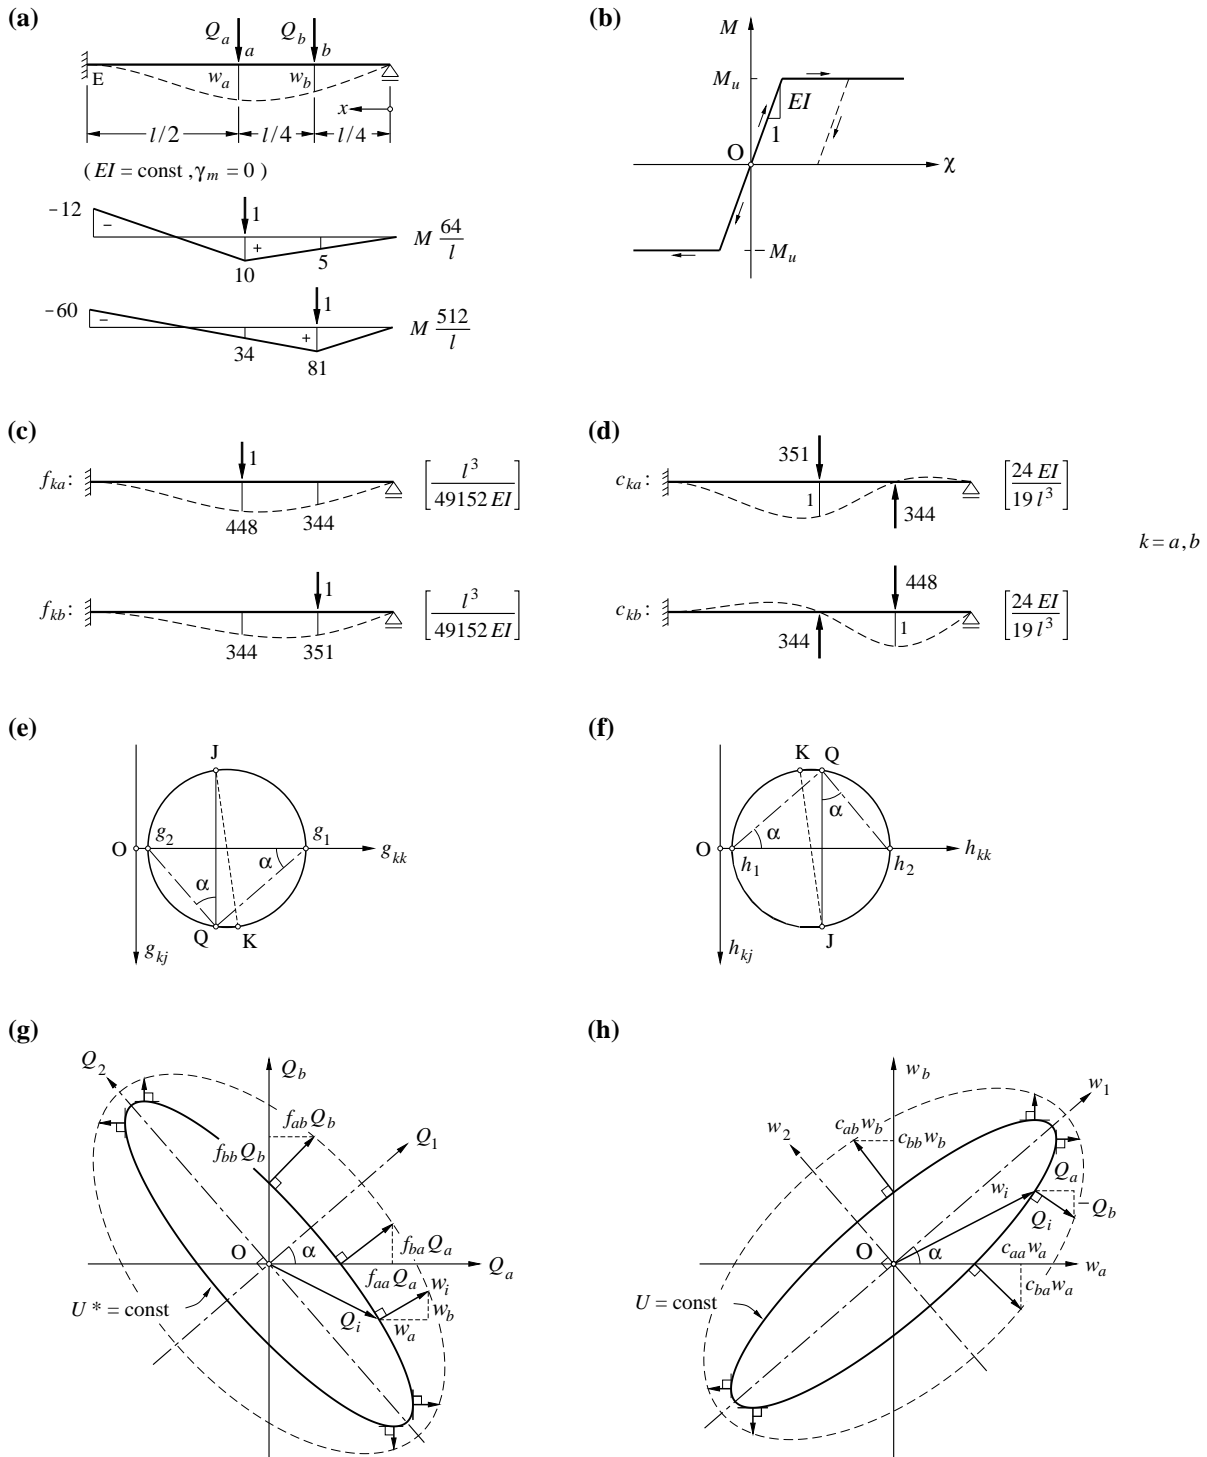 (a)
Q_a a Q_b b
E w_a w_b
x
l/2 l/4 l/4
(EI = const , γ_m = 0)
−12 − 1 + 10 5 M 64/l
−60 − 1 + 34 81 M 512/l
(b)
M
M_u
EI
1
O χ
− M_u
(c)
f_ka: 1 448 344 [l^3 / 49152 EI]
f_kb: 1 344 351 [l^3 / 49152 EI]
(d)
c_ka: 351 1 344 [24 EI / 19 l^3]
k = a, b
c_kb: 448 344 1 [24 EI / 19 l^3]
(e)
J
O g_2 g_1 g_kk
α α
Q K
g_kj
(f)
K Q
α α
O h_1 h_2 h_kk
J
h_kj
(g)
Q_2 Q_b
f_ab Q_b
f_bb Q_b Q_1
O α f_ba Q_a
f_aa Q_a Q_a
U* = const Q_i w_i
w_a w_b
(h)
w_b w_1
w_2 c_ab w_b c_bb w_b
w_i Q_a
Q_i −Q_b
O α c_aa w_a w_a
U = const c_ba w_a